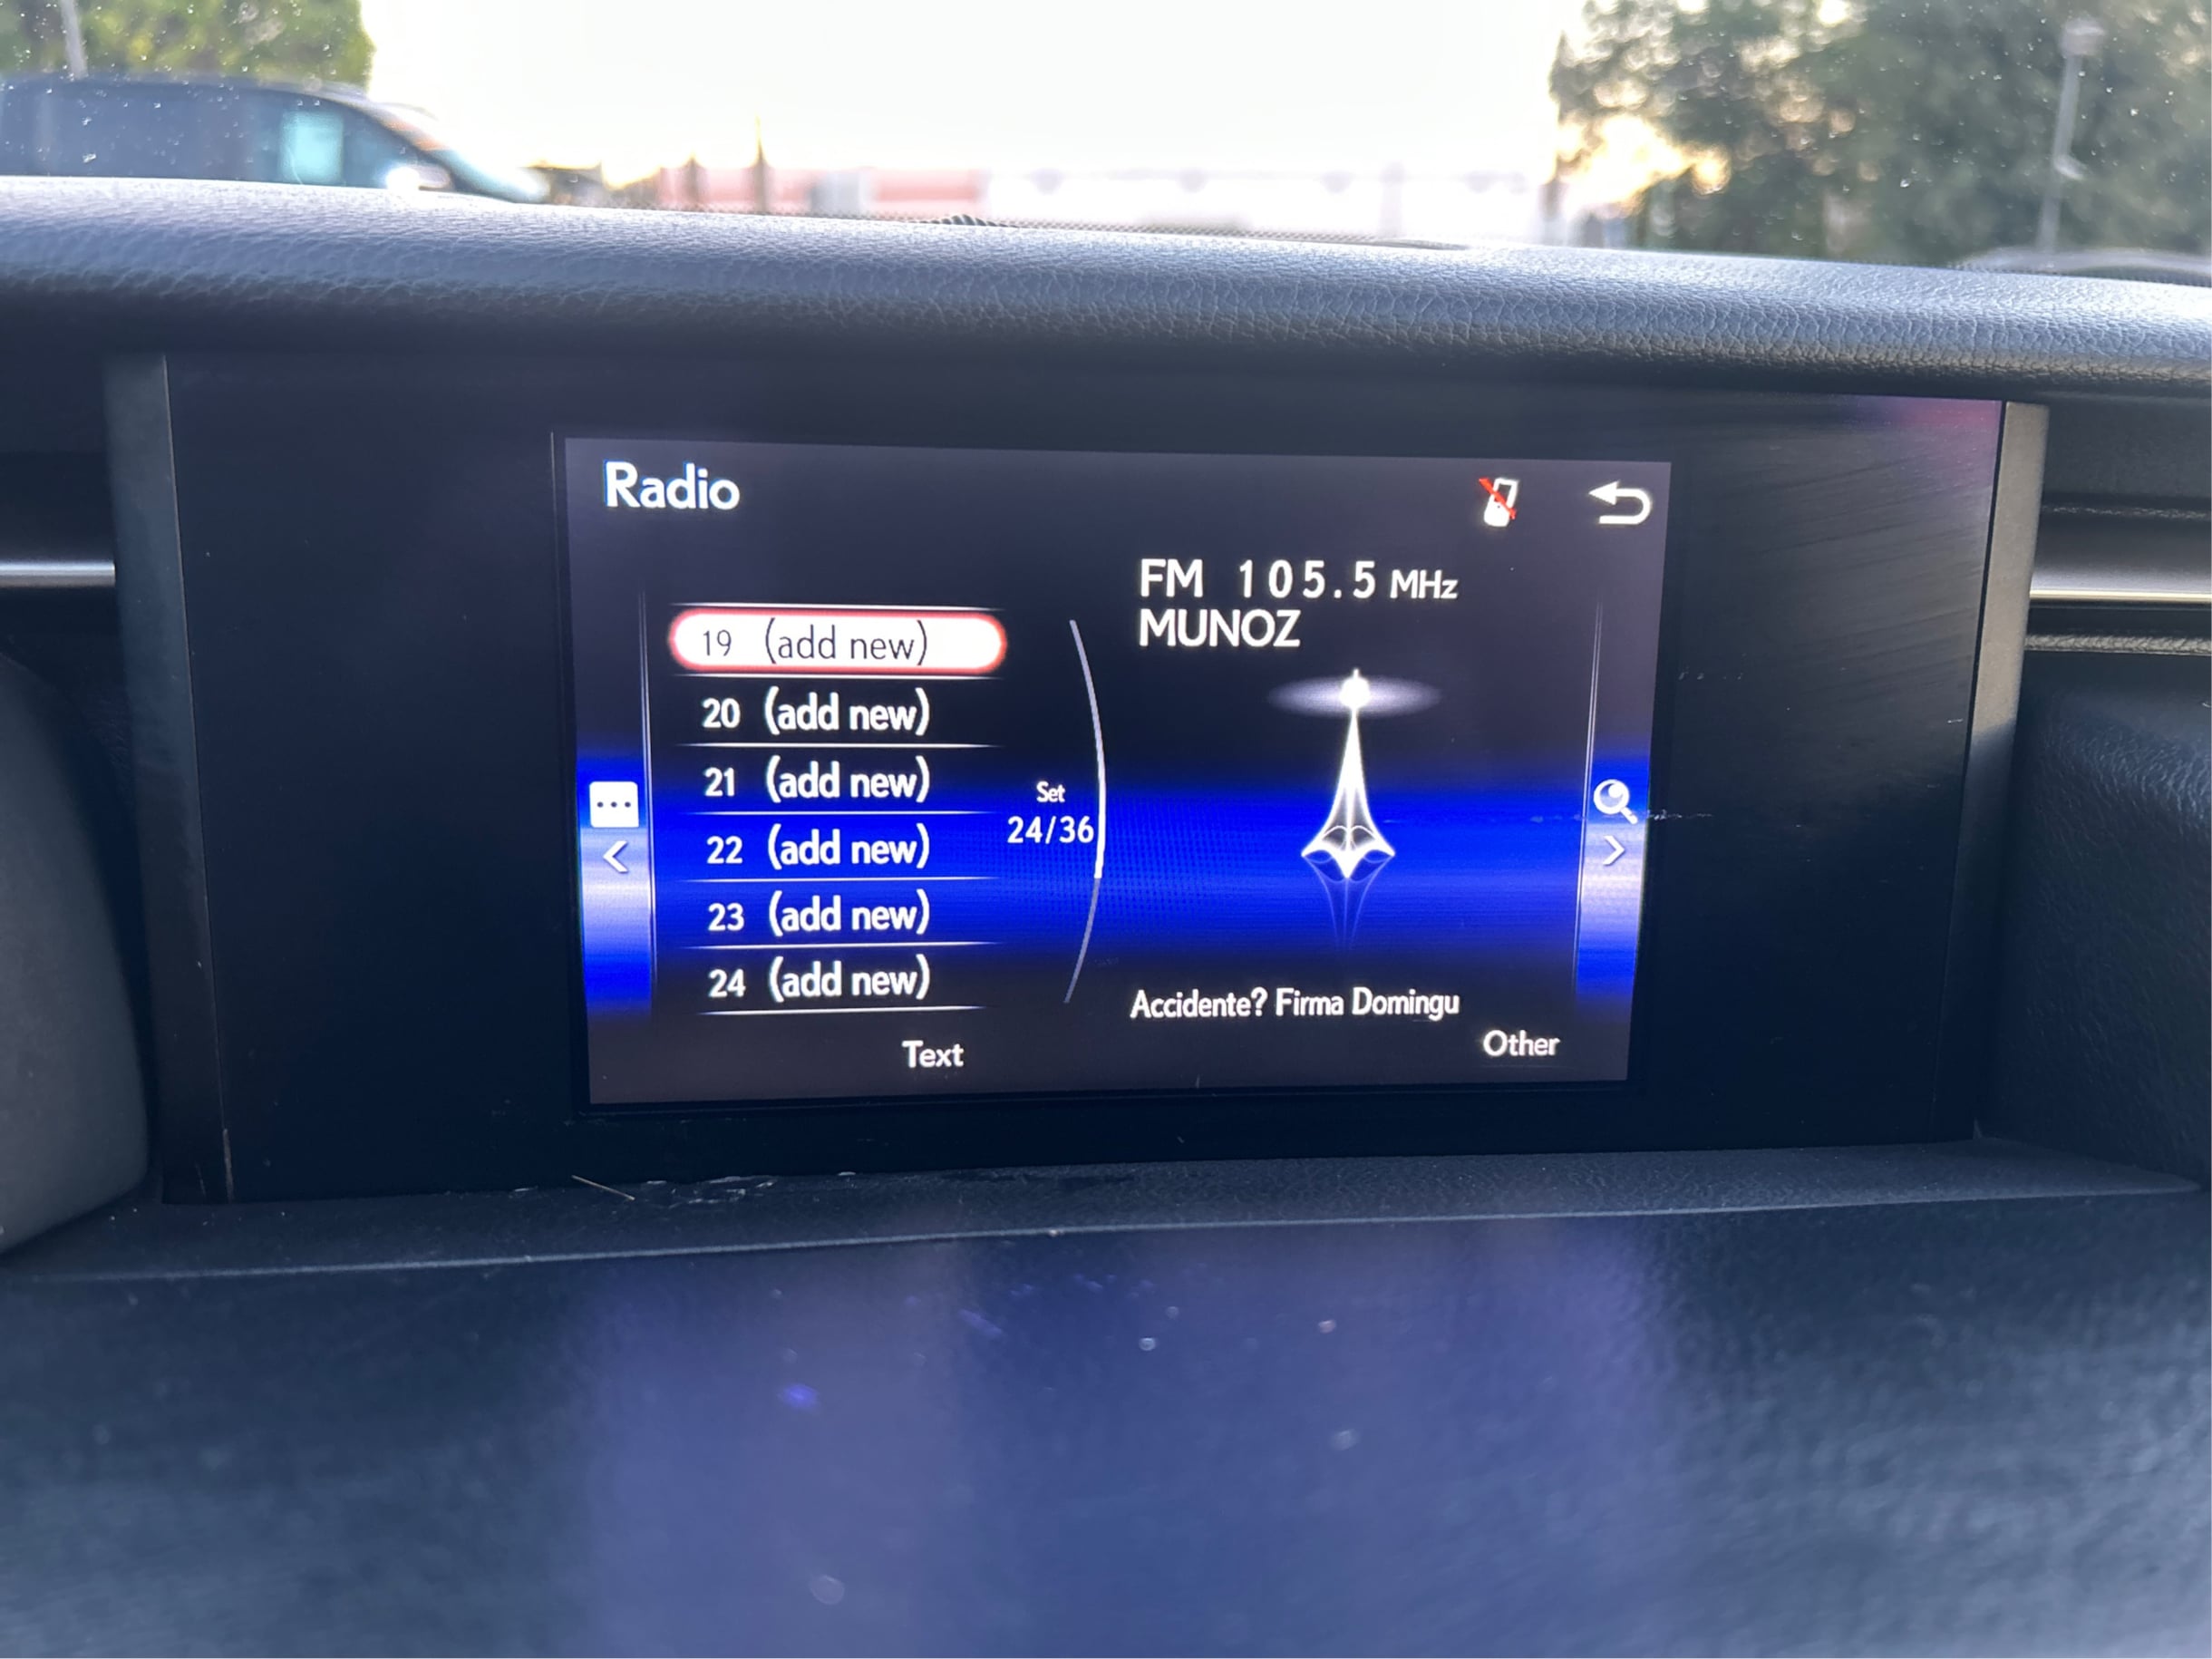 Radio
FM 105.5 MHz
MUNOZ
19 (add new)
20 (add new)
21 (add new)
22 (add new)
23 (add new)
24 (add new)
Set
24/36
Accidente? Firma Domingu
Text
Other